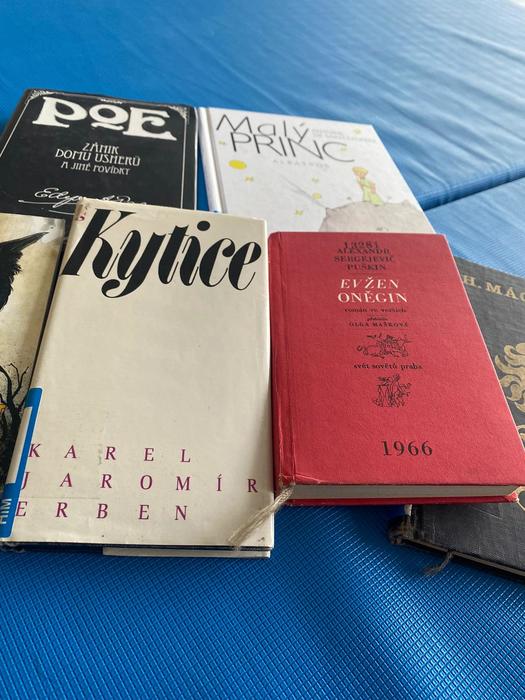 POE
ZÁNIK
DOMU USHERŮ
A JINÉ POVÍDKY
Malý
PRINC
ALBATROS
Kytice
KAREL
JAROMÍR
ERBEN
ALEXANDR
SERGEJEVIČ
PUŠKIN
EVŽEN
ONĚGIN
román ve verších
přeložila
OLGA MAŠKOVÁ
svět sovětů praha
1966
H. MÁC